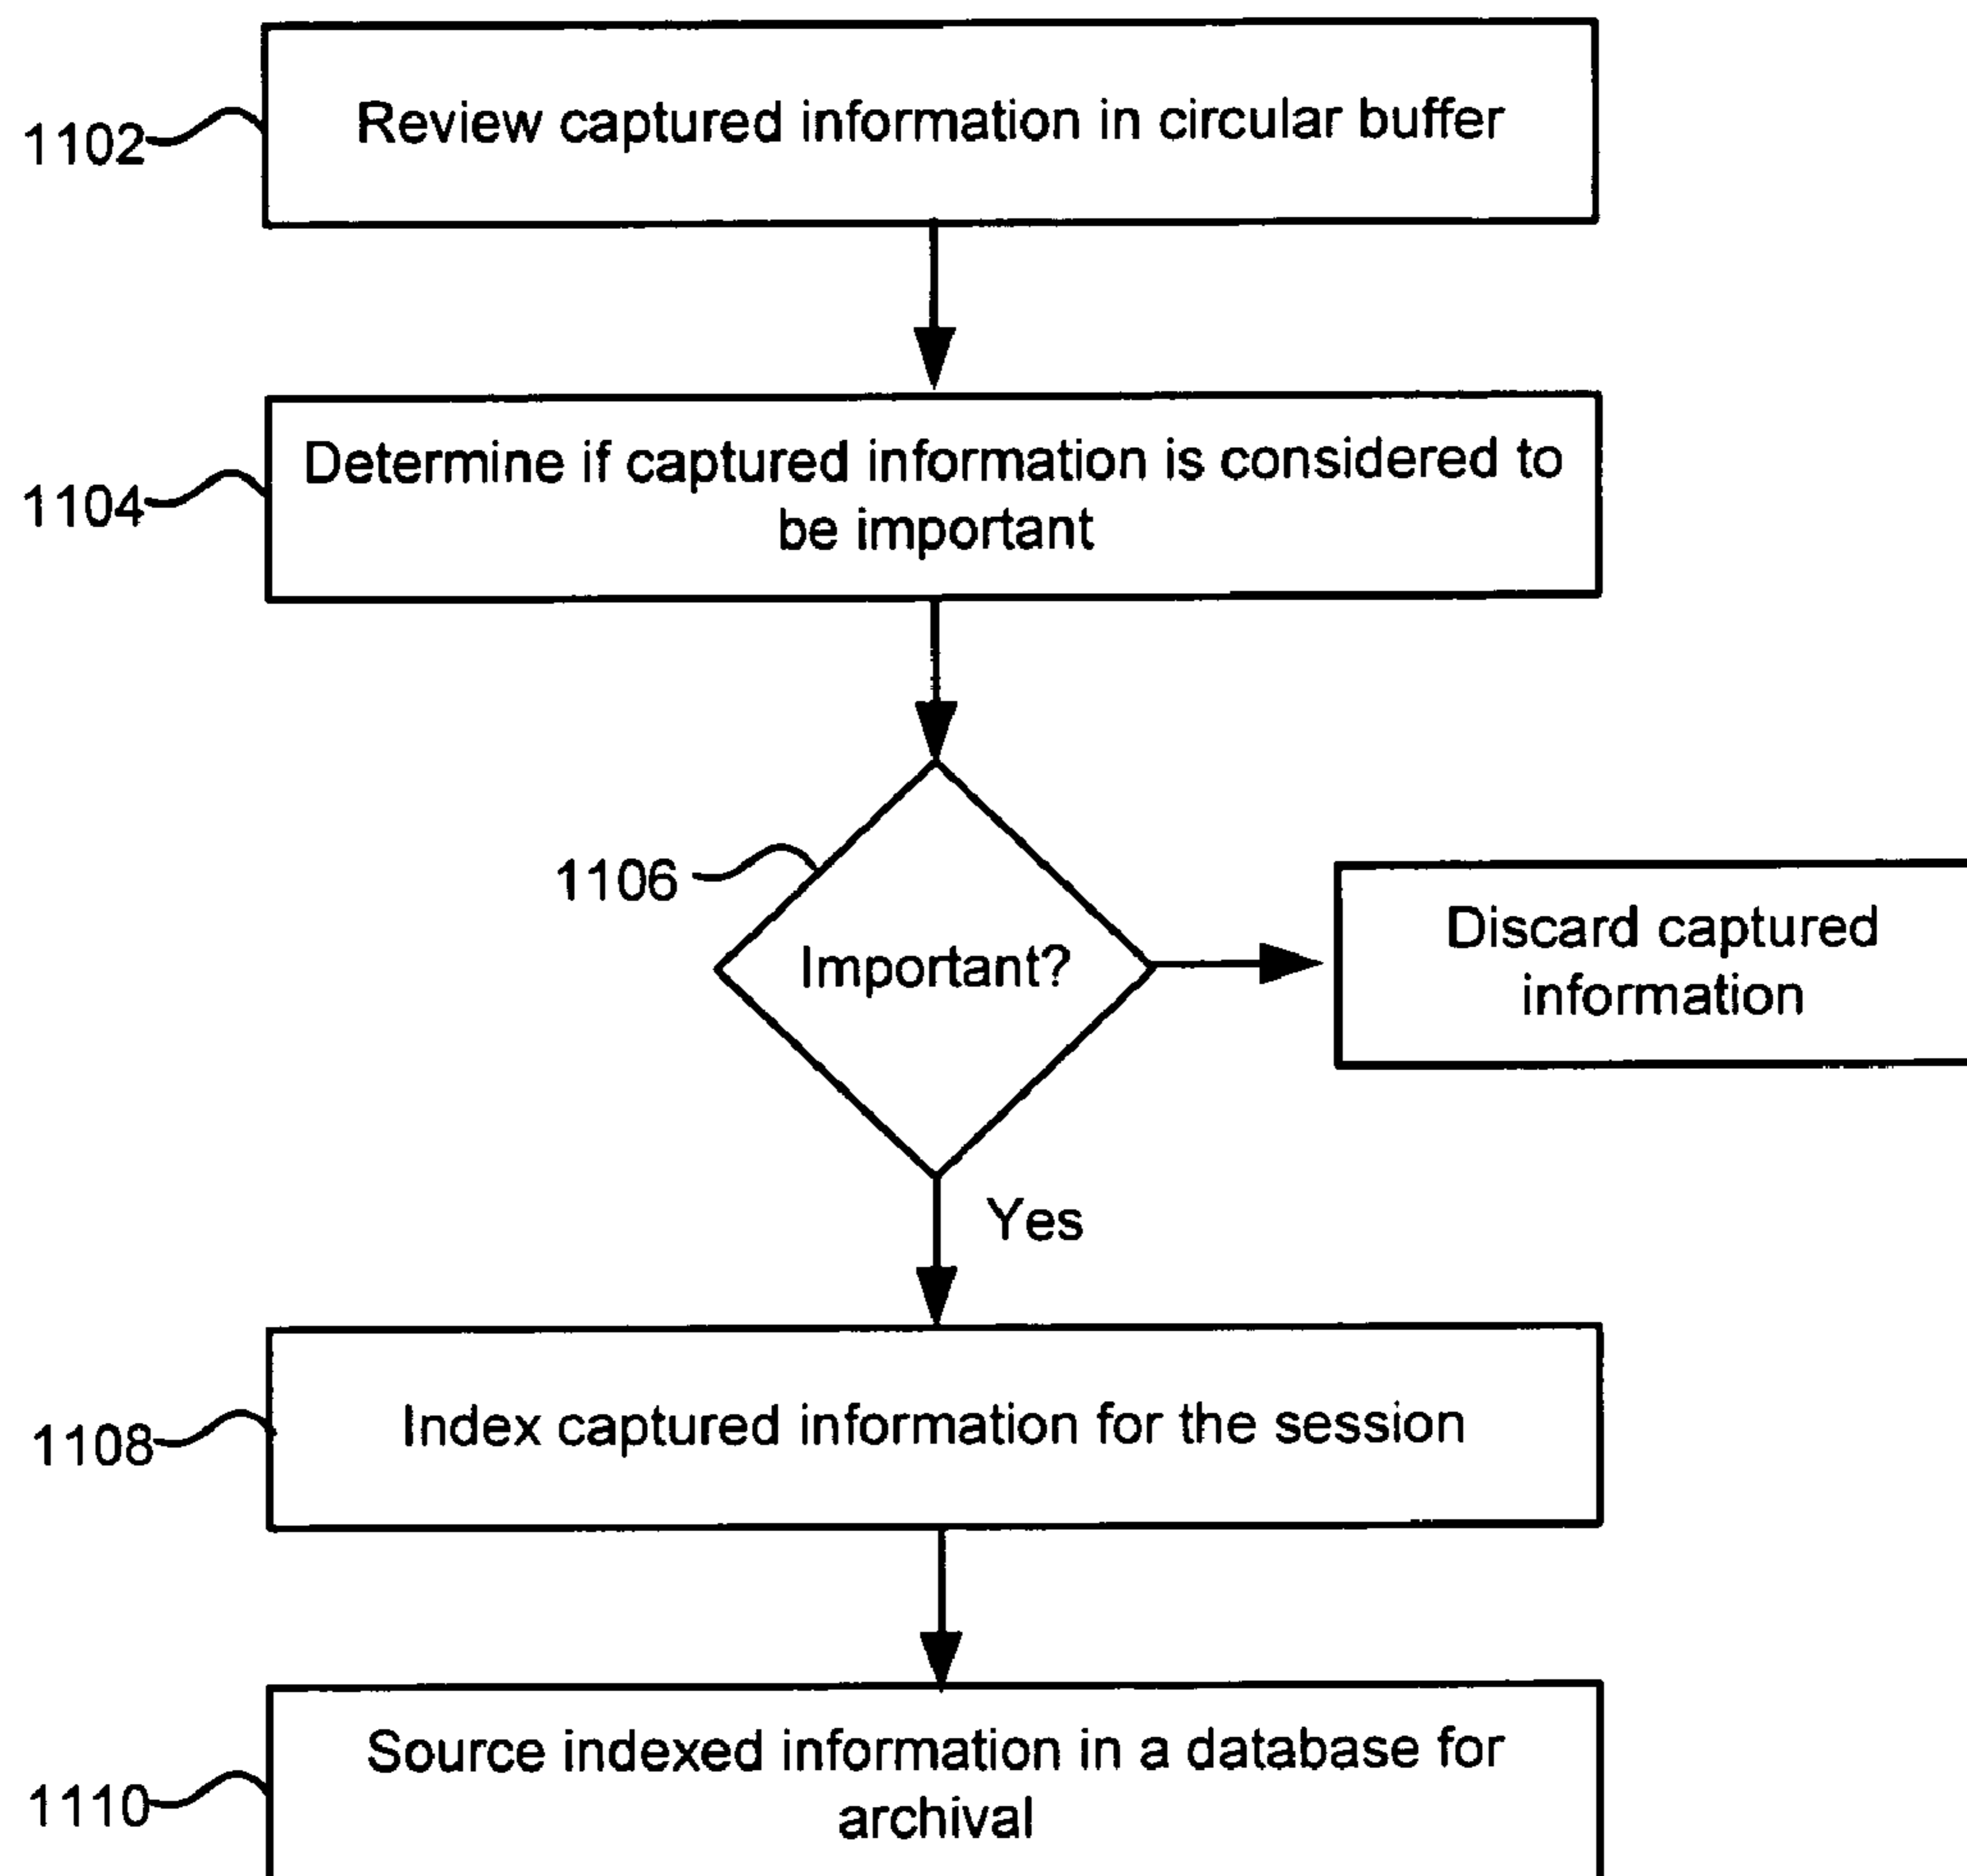 1102
Review captured information in circular buffer
1104
Determine if captured information is considered to
be important
1106
Important?
Discard captured
information
Yes
1108
Index captured information for the session
1110
Source indexed information in a database for
archival